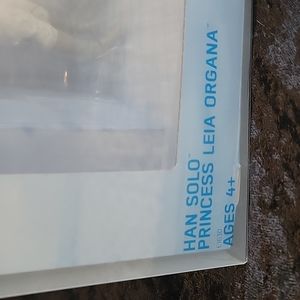 HAN SOLO™
PRINCESS LEIA ORGANA™
AGES 4+